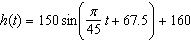 h(t) = 150 sin(π/45 t + 67.5) + 160